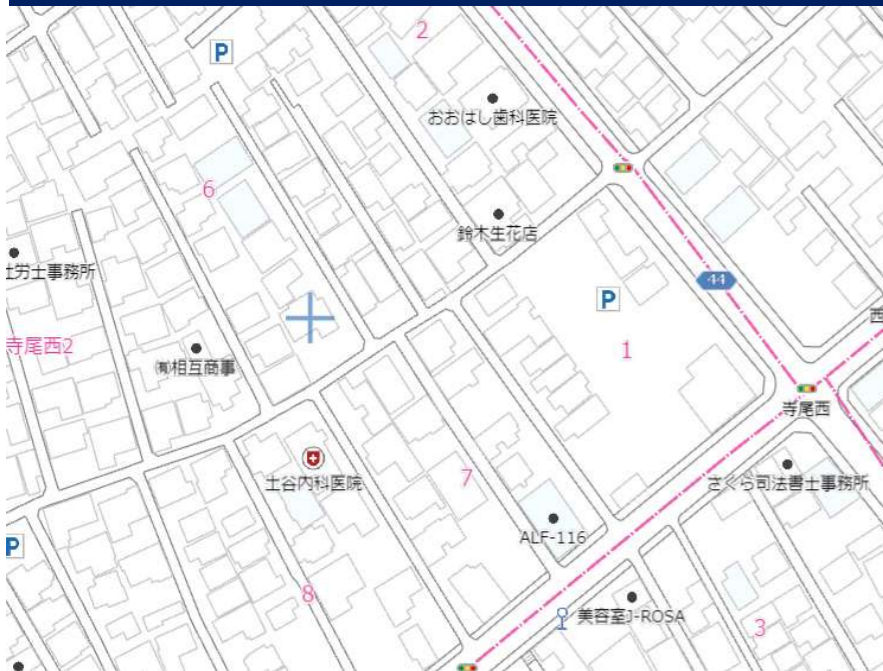 2
P
おおはし歯科医院
6
鈴木生花店
士労士事務所
44
P
寺尾西2
㈲相互商事
1
西
寺尾西
土谷内科医院
7
さくら司法書士事務所
ALF-116
P
8
美容室J-ROSA
3